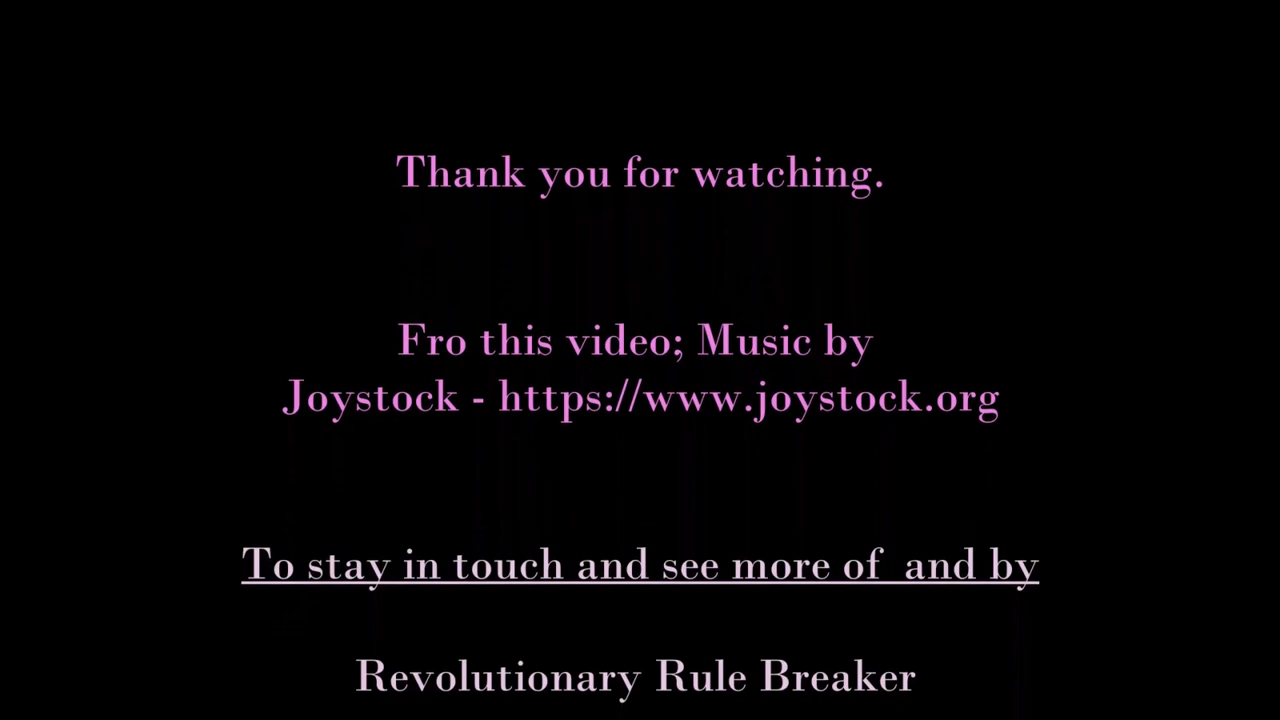 Thank you for watching.
Fro this video; Music by
Joystock - https://www.joystock.org
To stay in touch and see more of  and by
Revolutionary Rule Breaker